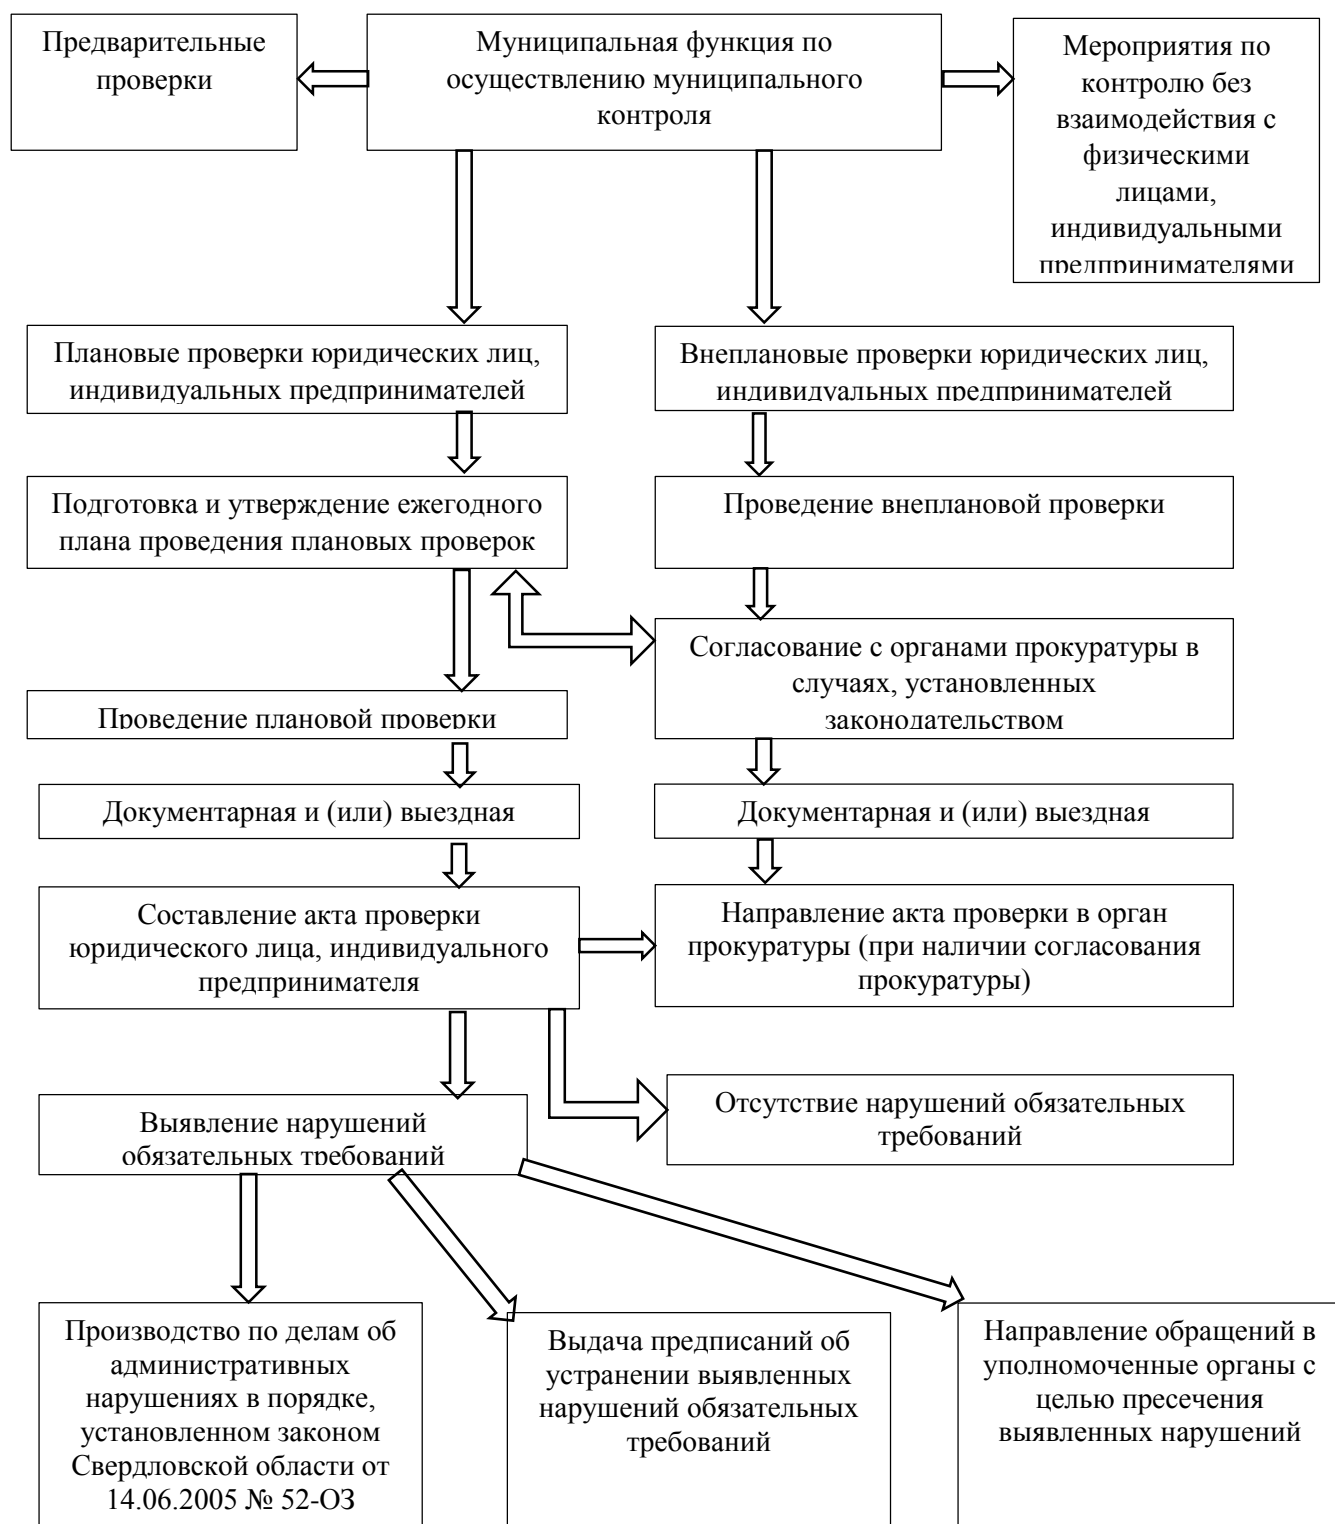 Предварительные
проверки
Муниципальная функция по
осуществлению муниципального
контроля
Мероприятия по
контролю без
взаимодействия с
физическими
лицами,
индивидуальными
предпринимателями
Плановые проверки юридических лиц,
индивидуальных предпринимателей
Внеплановые проверки юридических лиц,
индивидуальных предпринимателей
Подготовка и утверждение ежегодного
плана проведения плановых проверок
Проведение внеплановой проверки
Согласование с органами прокуратуры в
случаях, установленных
законодательством
Проведение плановой проверки
Документарная и (или) выездная
Документарная и (или) выездная
Составление акта проверки
юридического лица, индивидуального
предпринимателя
Направление акта проверки в орган
прокуратуры (при наличии согласования
прокуратуры)
Отсутствие нарушений обязательных
требований
Выявление нарушений
обязательных требований
Производство по делам об
административных
нарушениях в порядке,
установленном законом
Свердловской области от
14.06.2005 № 52-ОЗ
Выдача предписаний об
устранении выявленных
нарушений обязательных
требований
Направление обращений в
уполномоченные органы с
целью пресечения
выявленных нарушений